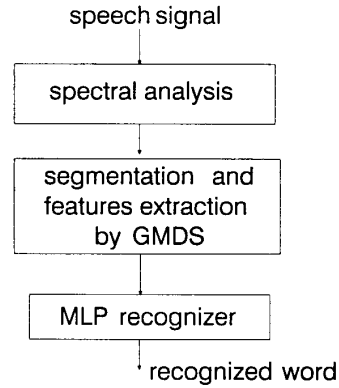 speech signal
spectral analysis
segmentation and
features extraction
by GMDS
MLP recognizer
recognized word